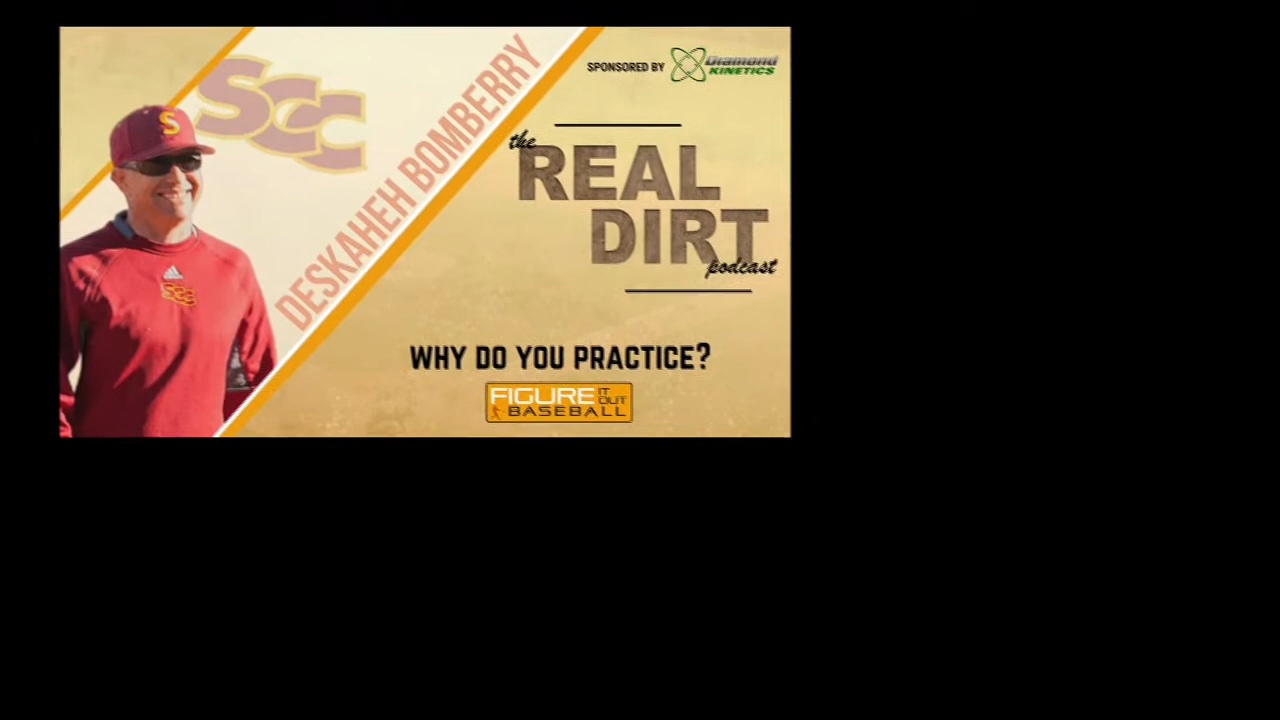 SCC
S
SCC
DESKAHEH BOMBERRY
SPONSORED BY Diamond KINETICS
the
REAL
DIRT
podcast
WHY DO YOU PRACTICE?
FIGURE IT OUT
BASEBALL